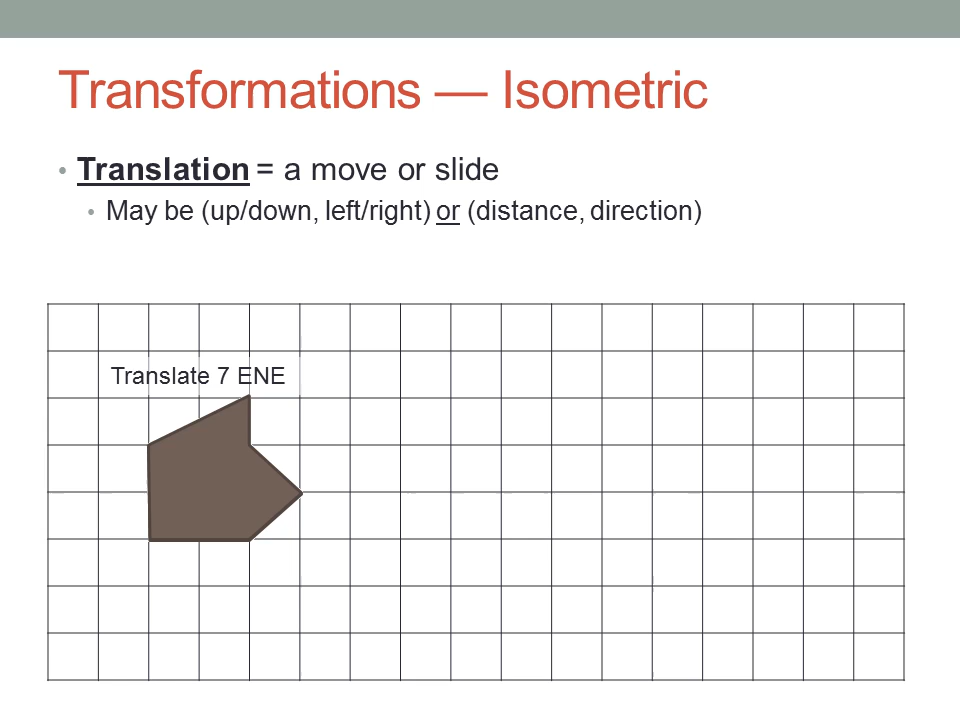 Transformations — Isometric
• Translation = a move or slide
• May be (up/down, left/right) or (distance, direction)
Translate 7 ENE